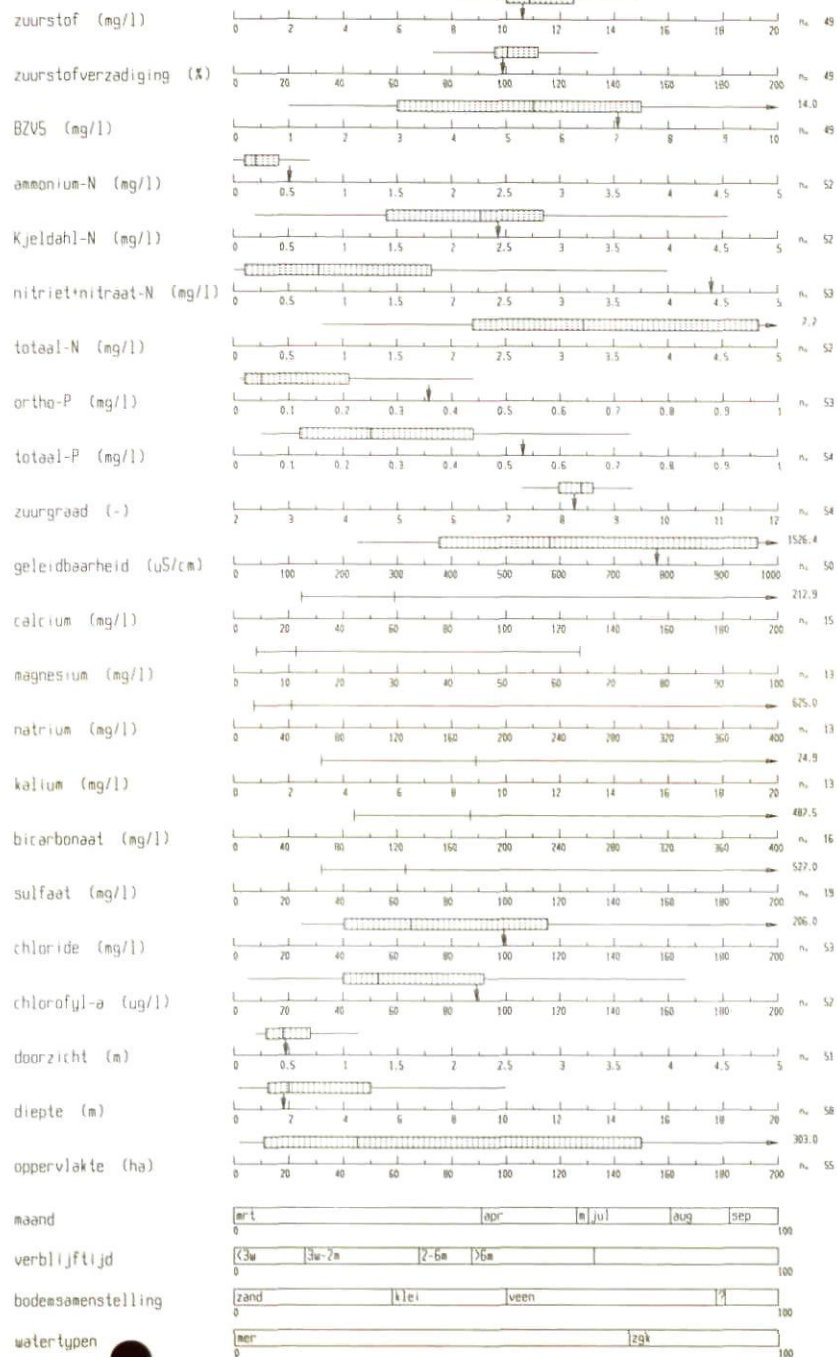 zuurstof (mg/l) 0 2 4 6 8 10 12 14 16 18 20 n= 49
zuurstofverzadiging (%) 0 20 40 60 80 100 120 140 160 180 200 n= 49
14.0
BZV5 (mg/l) 0 1 2 3 4 5 6 7 8 9 10 n= 49
ammonium-N (mg/l) 0 0.5 1 1.5 2 2.5 3 3.5 4 4.5 5 n= 52
Kjeldahl-N (mg/l) 0 0.5 1 1.5 2 2.5 3 3.5 4 4.5 5 n= 52
nitriet+nitraat-N (mg/l) 0 0.5 1 1.5 2 2.5 3 3.5 4 4.5 5 n= 53
7.7
totaal-N (mg/l) 0 0.5 1 1.5 2 2.5 3 3.5 4 4.5 5 n= 52
ortho-P (mg/l) 0 0.1 0.2 0.3 0.4 0.5 0.6 0.7 0.8 0.9 1 n= 53
totaal-P (mg/l) 0 0.1 0.2 0.3 0.4 0.5 0.6 0.7 0.8 0.9 1 n= 54
zuurgraad (-) 2 3 4 5 6 7 8 9 10 11 12 n= 54
1526.4
geleidbaarheid (uS/cm) 0 100 200 300 400 500 600 700 800 900 1000 n= 50
212.9
calcium (mg/l) 0 20 40 60 80 100 120 140 160 180 200 n= 15
magnesium (mg/l) 0 10 20 30 40 50 60 70 80 90 100 n= 13
625.0
natrium (mg/l) 0 40 80 120 160 200 240 280 320 360 400 n= 13
24.9
kalium (mg/l) 0 2 4 6 8 10 12 14 16 18 20 n= 13
487.5
bicarbonaat (mg/l) 0 40 80 120 160 200 240 280 320 360 400 n= 16
527.0
sulfaat (mg/l) 0 20 40 60 80 100 120 140 160 180 200 n= 19
206.0
chloride (mg/l) 0 20 40 60 80 100 120 140 160 180 200 n= 53
chlorofyl-a (ug/l) 0 20 40 60 80 100 120 140 160 180 200 n= 52
doorzicht (m) 0 0.5 1 1.5 2 2.5 3 3.5 4 4.5 5 n= 51
diepte (m) 0 2 4 6 8 10 12 14 16 18 20 n= 50
303.0
oppervlakte (ha) 0 20 40 60 80 100 120 140 160 180 200 n= 55
maand mrt apr m jul aug sep
0 100
verblijftijd <3w 3w-2m 2-6m >6m
0 100
bodemsamenstelling zand klei veen ?
0 100
watertypen mer zgk
0 100